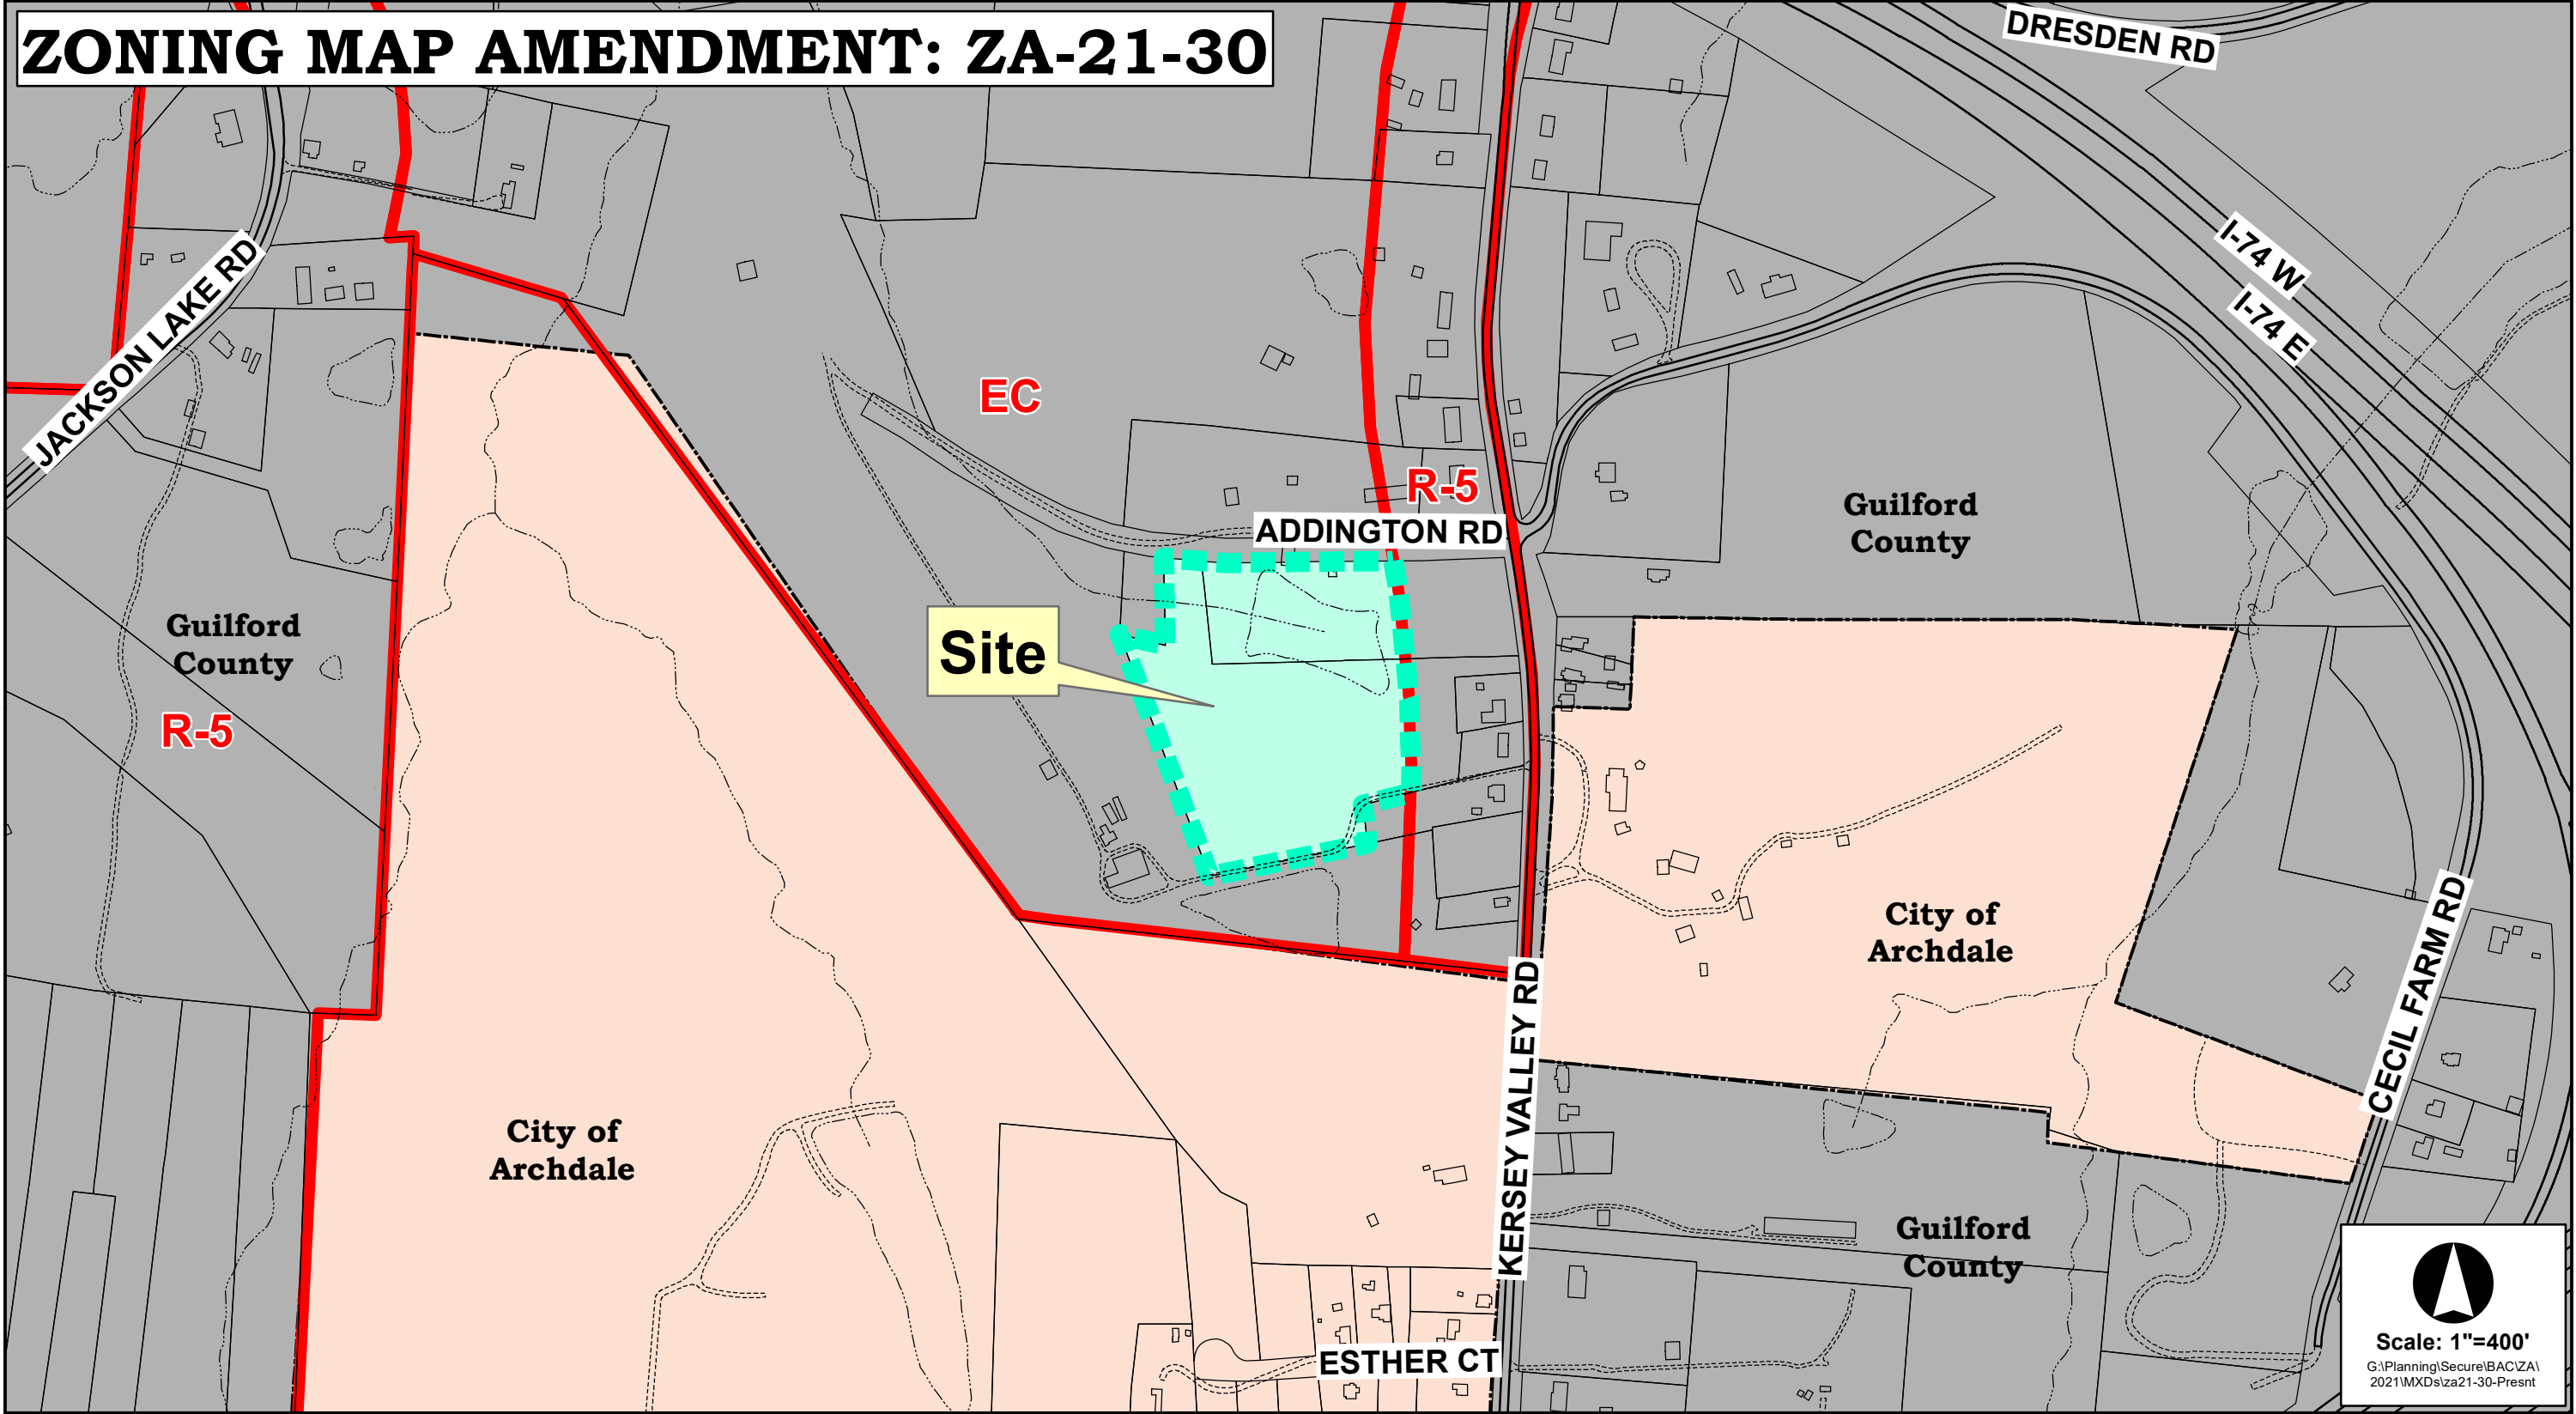 ZONING MAP AMENDMENT: ZA-21-30
DRESDEN RD
I-74 W
I-74 E
JACKSON LAKE RD
EC
R-5
ADDINGTON RD
Guilford
County
Guilford
County
Site
R-5
City of
Archdale
CECIL FARM RD
KERSEY VALLEY RD
City of
Archdale
Guilford
County
ESTHER CT
Scale: 1"=400'
G:\Planning\Secure\BAC\ZA\
2021\MXDs\za21-30-Presnt